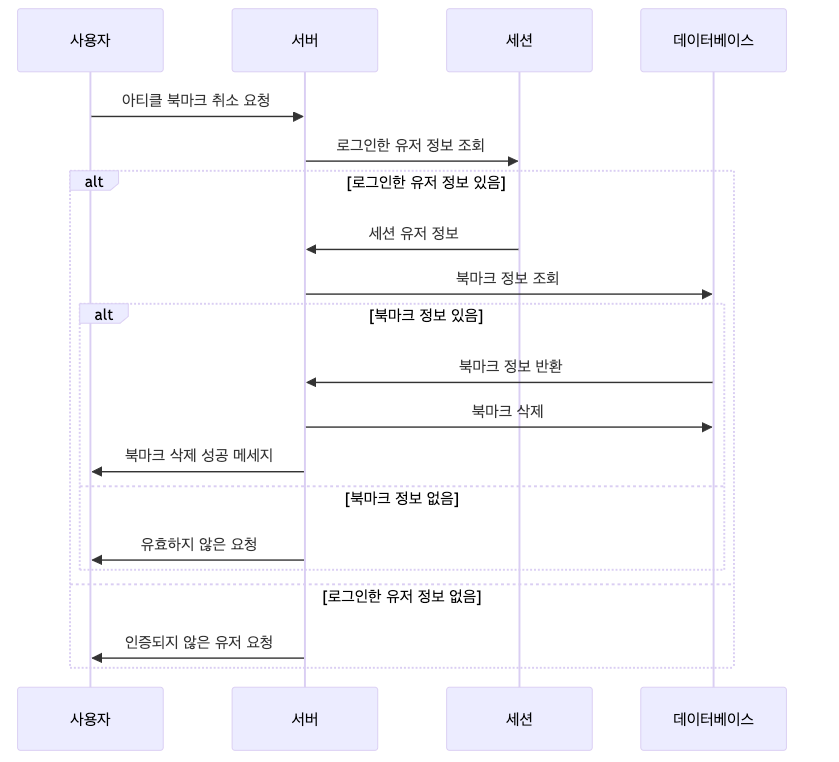 사용자
서버
세션
데이터베이스
아티클 북마크 취소 요청
로그인한 유저 정보 조회
alt
[로그인한 유저 정보 있음]
세션 유저 정보
북마크 정보 조회
alt
[북마크 정보 있음]
북마크 정보 반환
북마크 삭제
북마크 삭제 성공 메세지
[북마크 정보 없음]
유효하지 않은 요청
[로그인한 유저 정보 없음]
인증되지 않은 유저 요청
사용자
서버
세션
데이터베이스